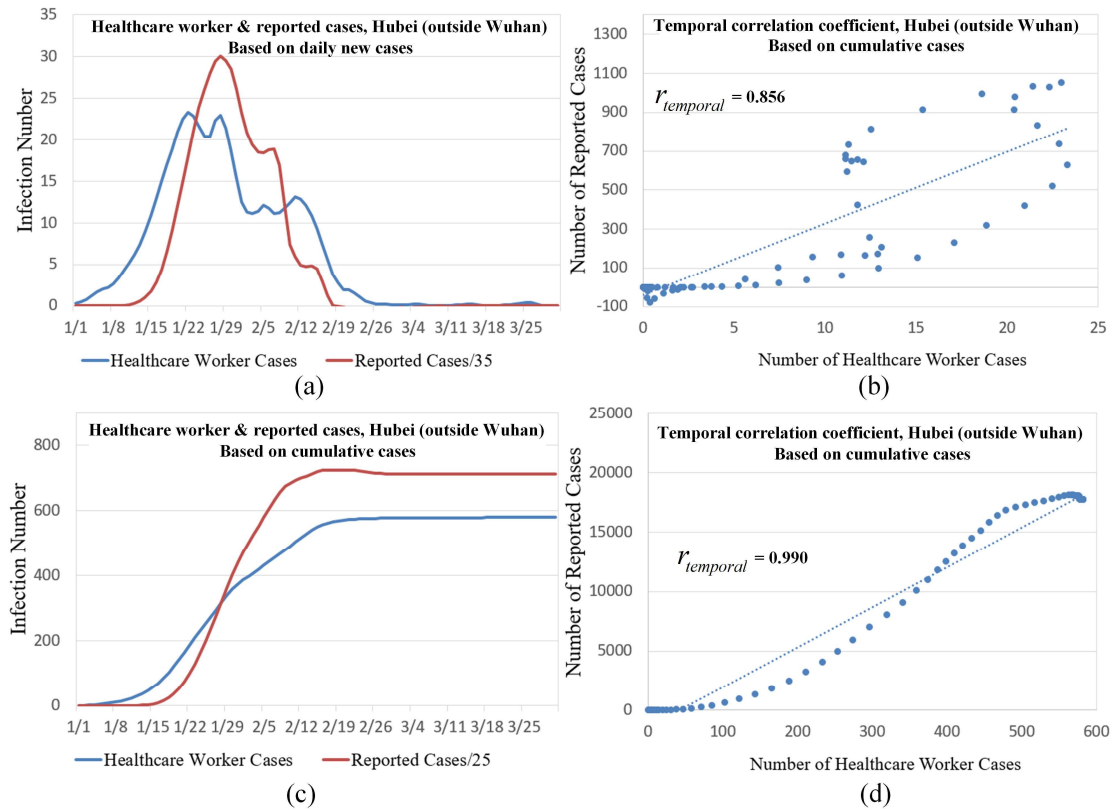 Healthcare worker & reported cases, Hubei (outside Wuhan)
Based on daily new cases
Infection Number
35
30
25
20
15
10
5
0
1/1 1/8 1/15 1/22 1/29 2/5 2/12 2/19 2/26 3/4 3/11 3/18 3/25
Healthcare Worker Cases Reported Cases/35
(a)
Temporal correlation coefficient, Hubei (outside Wuhan)
Based on cumulative cases
r temporal = 0.856
Number of Reported Cases
1300
1100
900
700
500
300
100
-100
0 5 10 15 20 25
Number of Healthcare Worker Cases
(b)
Healthcare worker & reported cases, Hubei (outside Wuhan)
Based on cumulative cases
Infection Number
800
600
400
200
0
1/1 1/8 1/15 1/22 1/29 2/5 2/12 2/19 2/26 3/4 3/11 3/18 3/25
Healthcare Worker Cases Reported Cases/25
(c)
Temporal correlation coefficient, Hubei (outside Wuhan)
Based on cumulative cases
r temporal = 0.990
Number of Reported Cases
25000
20000
15000
10000
5000
0
0 100 200 300 400 500 600
Number of Healthcare Worker Cases
(d)